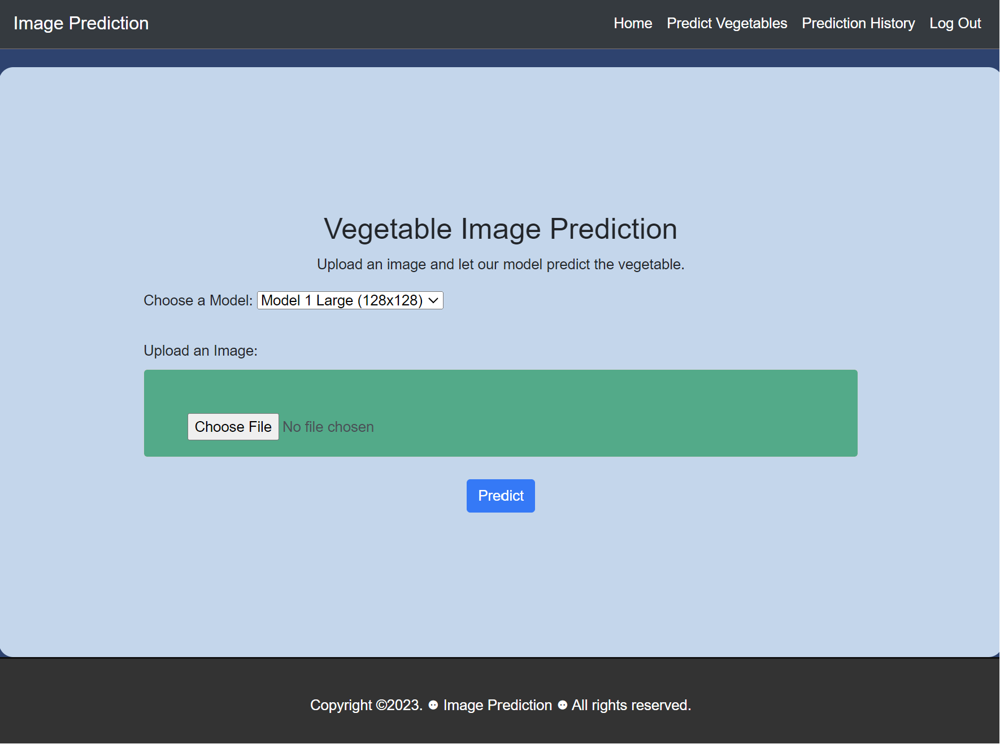 Image Prediction
Home Predict Vegetables Prediction History Log Out
Vegetable Image Prediction
Upload an image and let our model predict the vegetable.
Choose a Model: Model 1 Large (128x128)
Upload an Image:
Choose File No file chosen
Predict
Copyright ©2023. ⚉ Image Prediction ⚉ All rights reserved.